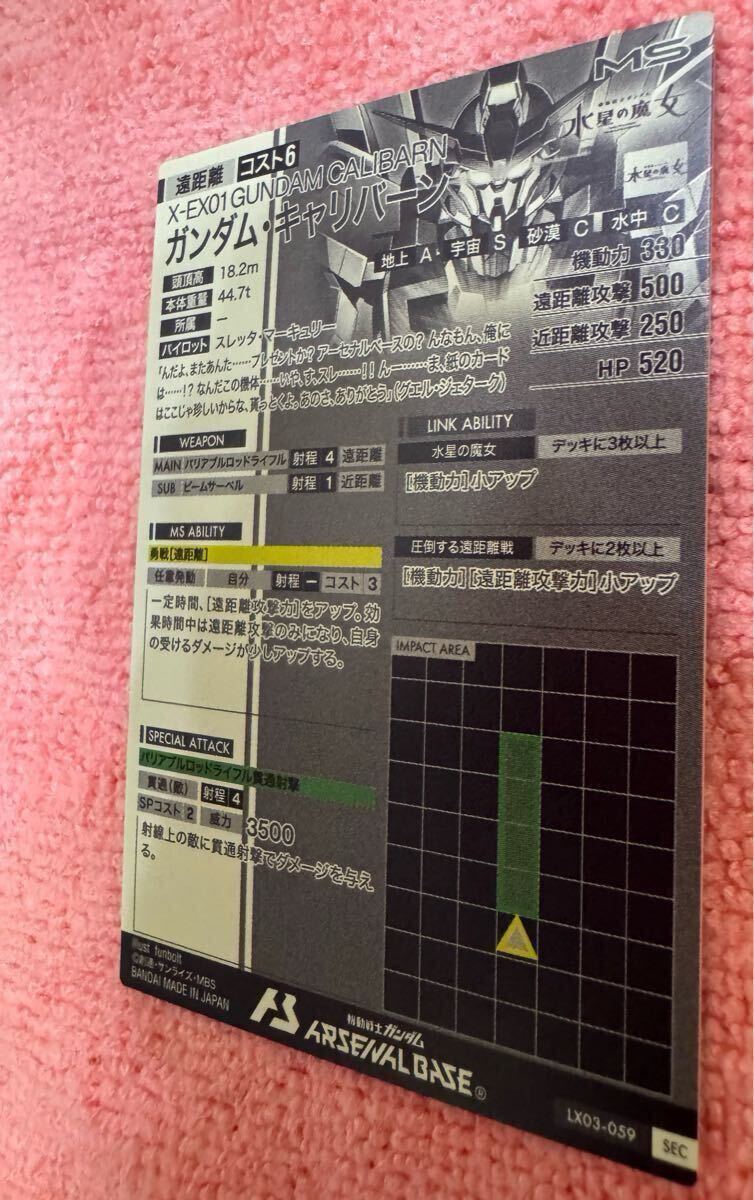 MS
水星の魔女
水星の魔女
遠距離 コスト6
X-EX01 GUNDAM CALIBARN
ガンダム・キャリバーン
地上 A 宇宙 S 砂漠 C 水中 C
頭頂高 18.2m
本体重量 44.7t
所属 ー
パイロット スレッタ・マーキュリー
機動力 330
遠距離攻撃 500
近距離攻撃 250
HP 520
「んだよ、またあんた……プレゼントか?アーセナルベースの?んなもん、俺に
は……!?なんだこの機体……いや、す、スレ……!!んー……ま、紙のカード
はここじゃ珍しいからな、貰っとくよ。あのさ、ありがとう」(グエル・ジェターク)
WEAPON
MAIN バリアブルロッドライフル 射程 4 遠距離
SUB ビームサーベル 射程 1 近距離
LINK ABILITY
水星の魔女 デッキに3枚以上
[機動力]小アップ
圧倒する遠距離戦 デッキに2枚以上
[機動力][遠距離攻撃力]小アップ
MS ABILITY
勇戦[遠距離]
任意発動 自分 射程 ー コスト 3
一定時間、[遠距離攻撃力]をアップ。効
果時間中は遠距離攻撃のみになり、自身
の受けるダメージが少しアップする。
SPECIAL ATTACK
バリアブルロッドライフル貫通射撃
貫通(敵) 射程 4
SPコスト 2 威力 3500
射線上の敵に貫通射撃でダメージを与え
る。
IMPACT AREA
illust funbolt
©創通・サンライズ・MBS
BANDAI MADE IN JAPAN
機動戦士ガンダム
ARSENAL BASE®
LX03-059
SEC